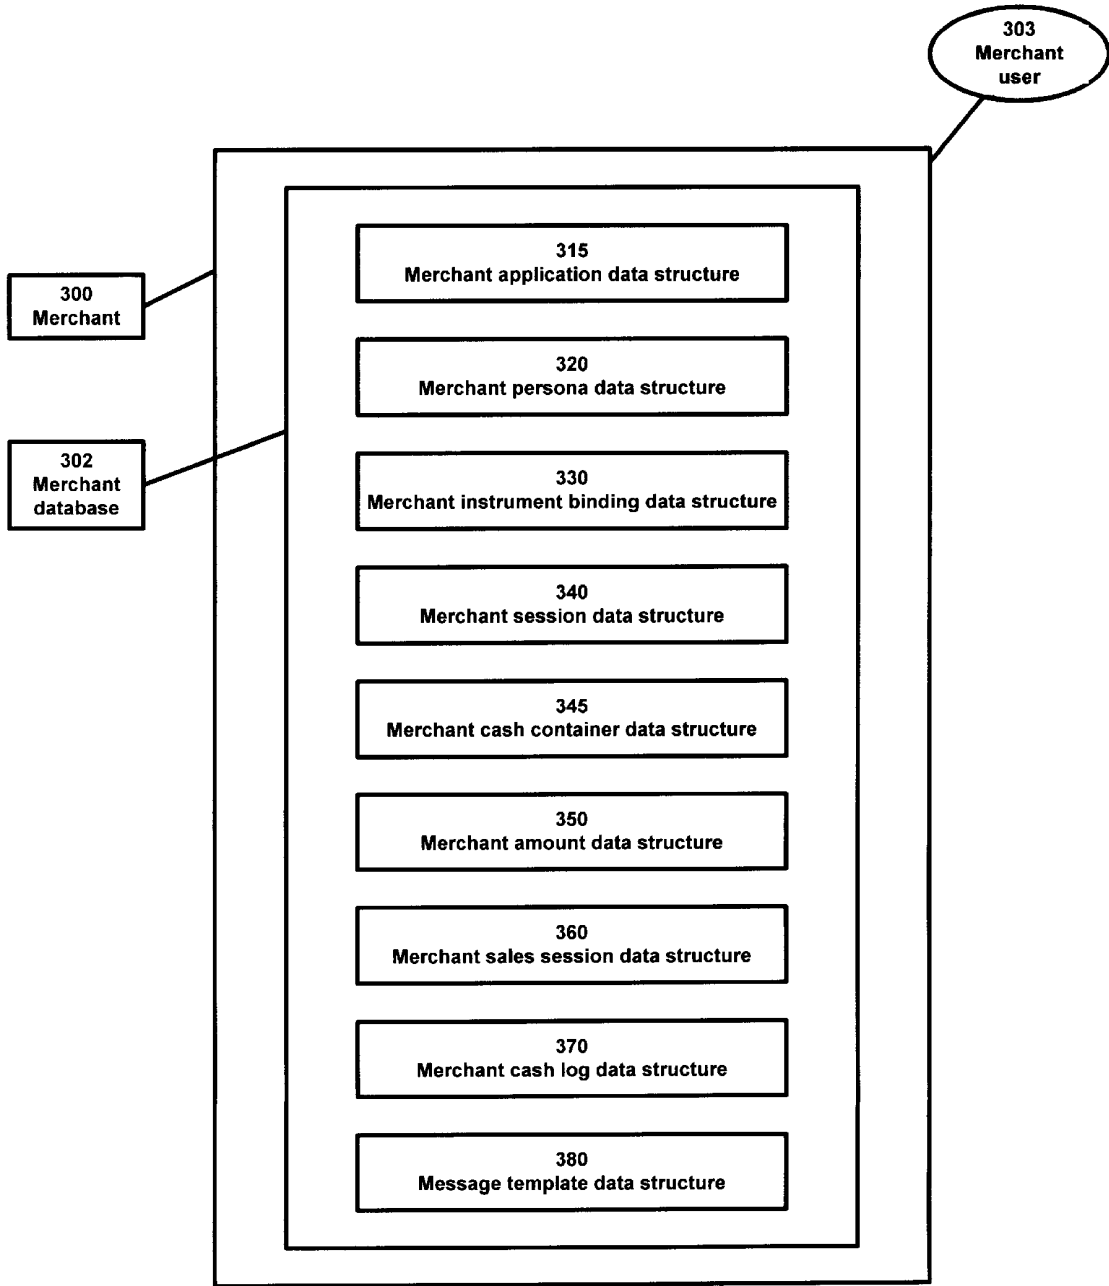 303
Merchant
user
315
Merchant application data structure
300
Merchant
320
Merchant persona data structure
302
Merchant
database
330
Merchant instrument binding data structure
340
Merchant session data structure
345
Merchant cash container data structure
350
Merchant amount data structure
360
Merchant sales session data structure
370
Merchant cash log data structure
380
Message template data structure